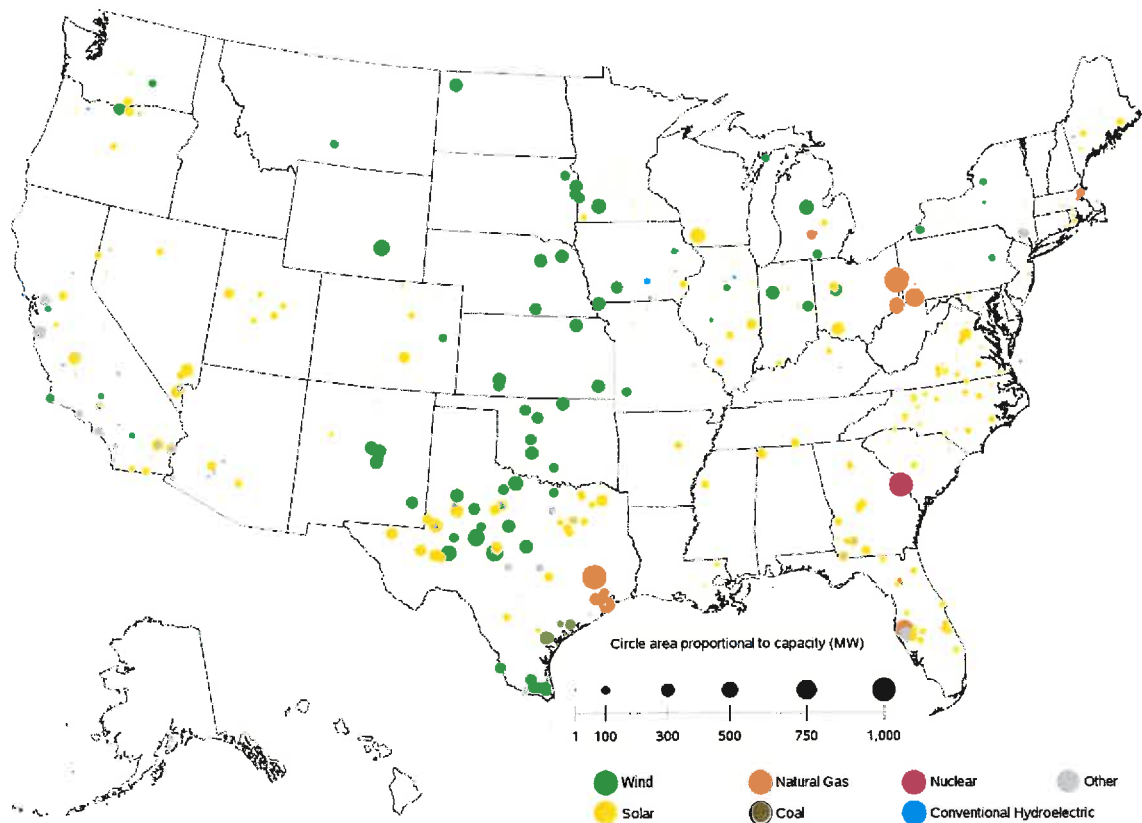 Circle area proportional to capacity (MW)
1 100 300 500 750 1,000
Wind Natural Gas Nuclear Other
Solar Coal Conventional Hydroelectric